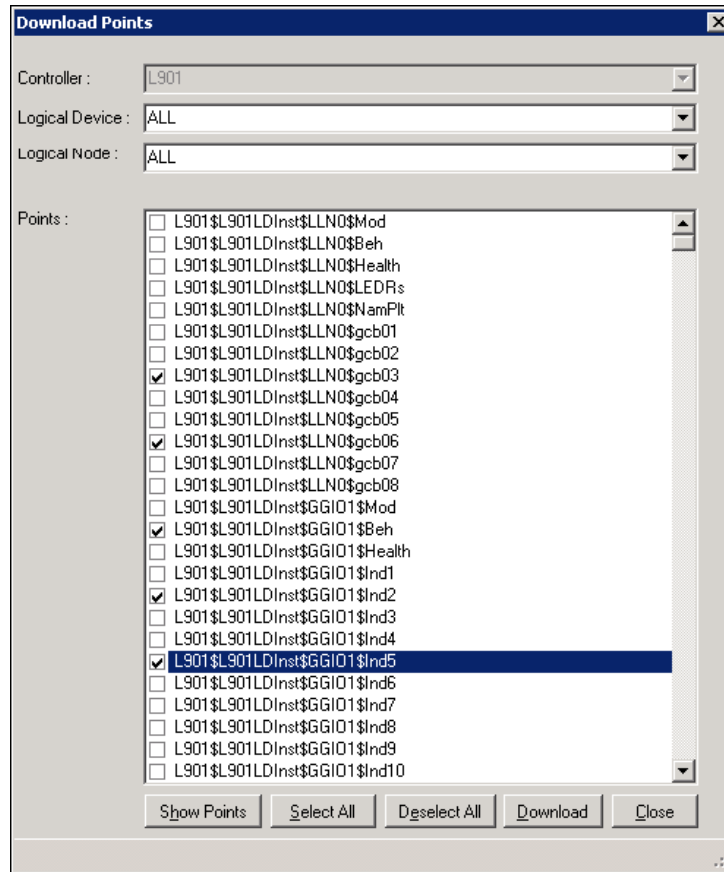 Download Points
Controller :
L901
Logical Device :
ALL
Logical Node :
ALL
Points :
L901$L901LDInst$LLN0$Mod
L901$L901LDInst$LLN0$Beh
L901$L901LDInst$LLN0$Health
L901$L901LDInst$LLN0$LEDRs
L901$L901LDInst$LLN0$NamPlt
L901$L901LDInst$LLN0$gcb01
L901$L901LDInst$LLN0$gcb02
L901$L901LDInst$LLN0$gcb03
L901$L901LDInst$LLN0$gcb04
L901$L901LDInst$LLN0$gcb05
L901$L901LDInst$LLN0$gcb06
L901$L901LDInst$LLN0$gcb07
L901$L901LDInst$LLN0$gcb08
L901$L901LDInst$GGIO1$Mod
L901$L901LDInst$GGIO1$Beh
L901$L901LDInst$GGIO1$Health
L901$L901LDInst$GGIO1$Ind1
L901$L901LDInst$GGIO1$Ind2
L901$L901LDInst$GGIO1$Ind3
L901$L901LDInst$GGIO1$Ind4
L901$L901LDInst$GGIO1$Ind5
L901$L901LDInst$GGIO1$Ind6
L901$L901LDInst$GGIO1$Ind7
L901$L901LDInst$GGIO1$Ind8
L901$L901LDInst$GGIO1$Ind9
L901$L901LDInst$GGIO1$Ind10
Show Points Select All Deselect All Download Close